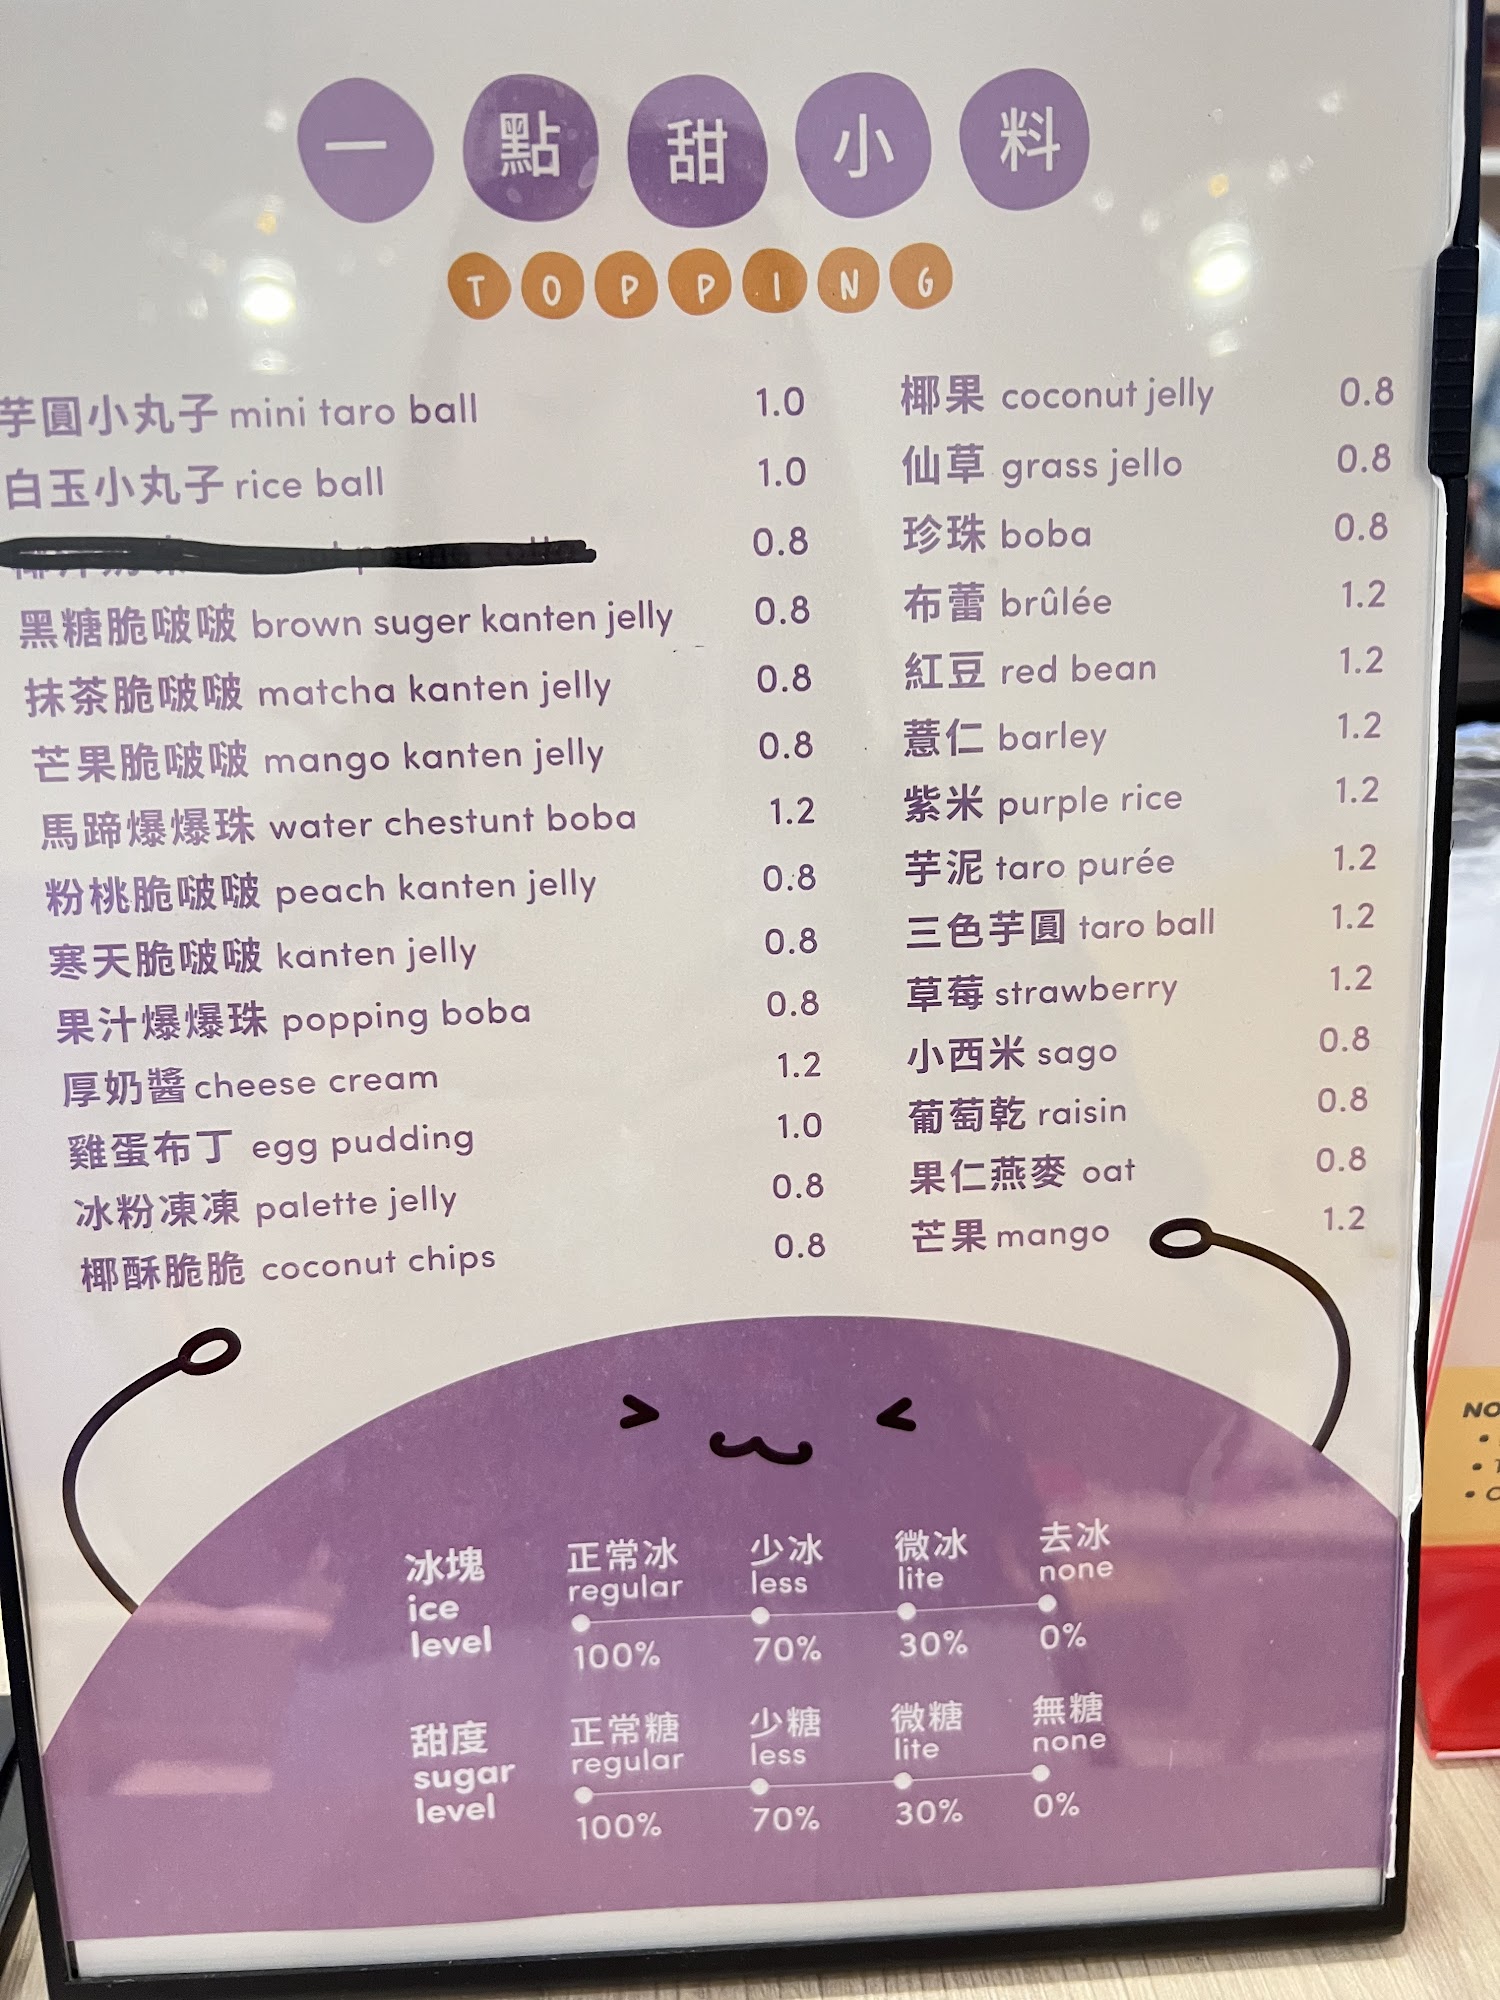 一點甜小料
TOPPING
芋圓小丸子 mini taro ball 1.0
白玉小丸子 rice ball 1.0
0.8
黑糖脆啵啵 brown suger kanten jelly 0.8
抹茶脆啵啵 matcha kanten jelly 0.8
芒果脆啵啵 mango kanten jelly 0.8
馬蹄爆爆珠 water chestunt boba 1.2
粉桃脆啵啵 peach kanten jelly 0.8
寒天脆啵啵 kanten jelly 0.8
果汁爆爆珠 popping boba 0.8
厚奶醬 cheese cream 1.2
雞蛋布丁 egg pudding 1.0
冰粉凍凍 palette jelly 0.8
椰酥脆脆 coconut chips 0.8
椰果 coconut jelly 0.8
仙草 grass jello 0.8
珍珠 boba 0.8
布蕾 brûlée 1.2
紅豆 red bean 1.2
薏仁 barley 1.2
紫米 purple rice 1.2
芋泥 taro purée 1.2
三色芋圓 taro ball 1.2
草莓 strawberry 1.2
小西米 sago 0.8
葡萄乾 raisin 0.8
果仁燕麥 oat 0.8
芒果 mango 1.2
冰塊 正常冰 少冰 微冰 去冰
ice level regular less lite none
100% 70% 30% 0%
甜度 正常糖 少糖 微糖 無糖
sugar level regular less lite none
100% 70% 30% 0%